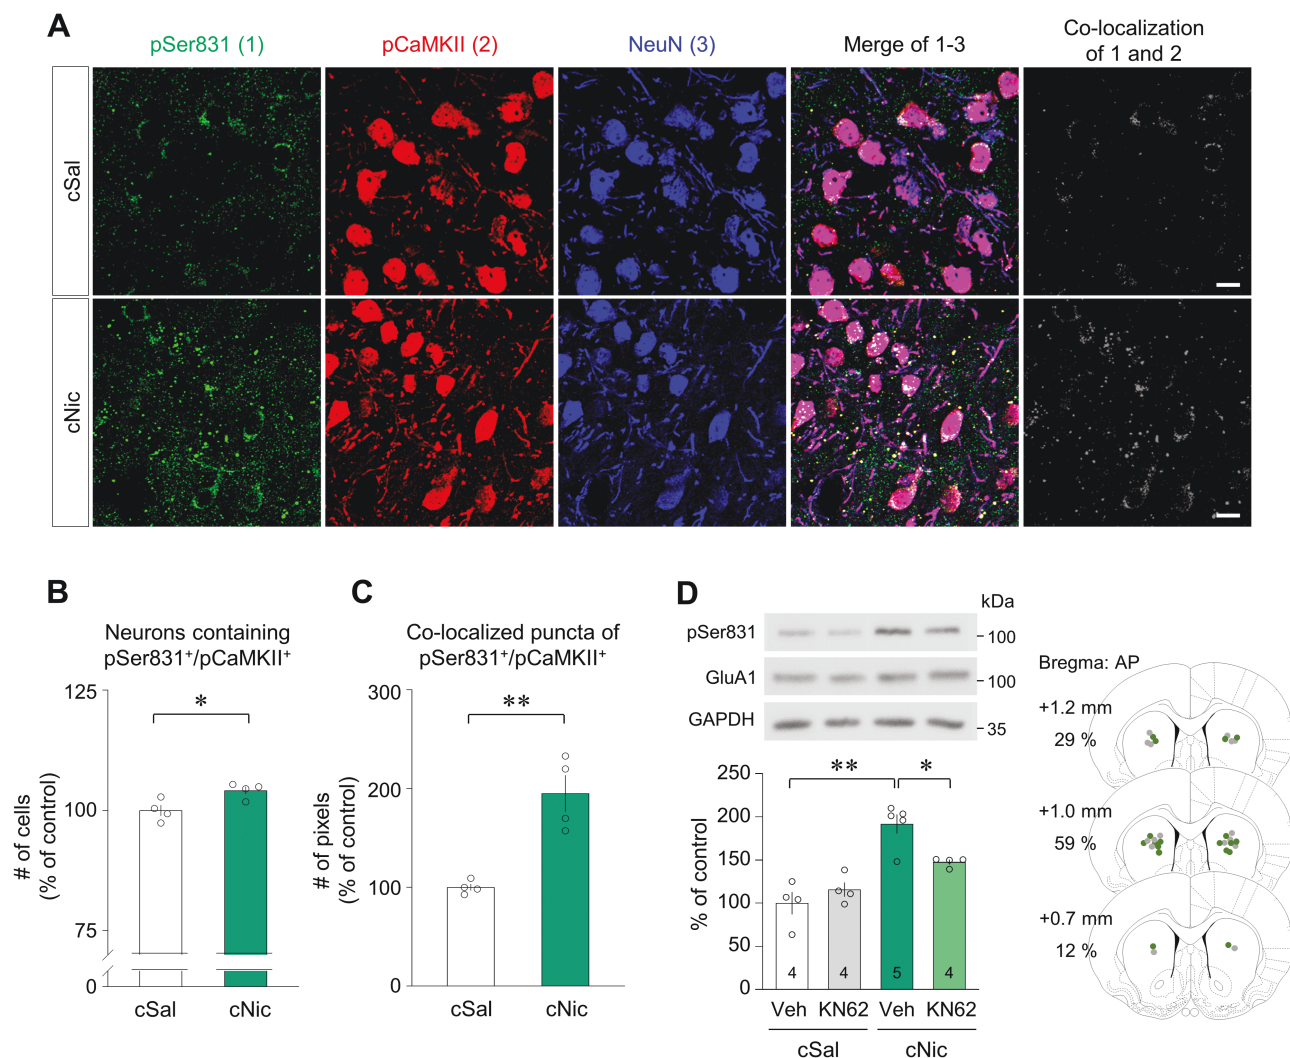 A
pSer831 (1)
pCaMKII (2)
NeuN (3)
Merge of 1-3
Co-localization
of 1 and 2
cSal
cNic
B
Neurons containing
pSer831⁺/pCaMKII⁺
# of cells
(% of control)
125
100
75
0
*
cSal
cNic
C
Co-localized puncta of
pSer831⁺/pCaMKII⁺
# of pixels
(% of control)
300
200
100
0
**
cSal
cNic
D
kDa
pSer831
100
GluA1
100
GAPDH
35
% of control
250
200
150
100
50
0
**
*
4
4
5
4
Veh
KN62
Veh
KN62
cSal
cNic
Bregma: AP
+1.2 mm
29 %
+1.0 mm
59 %
+0.7 mm
12 %